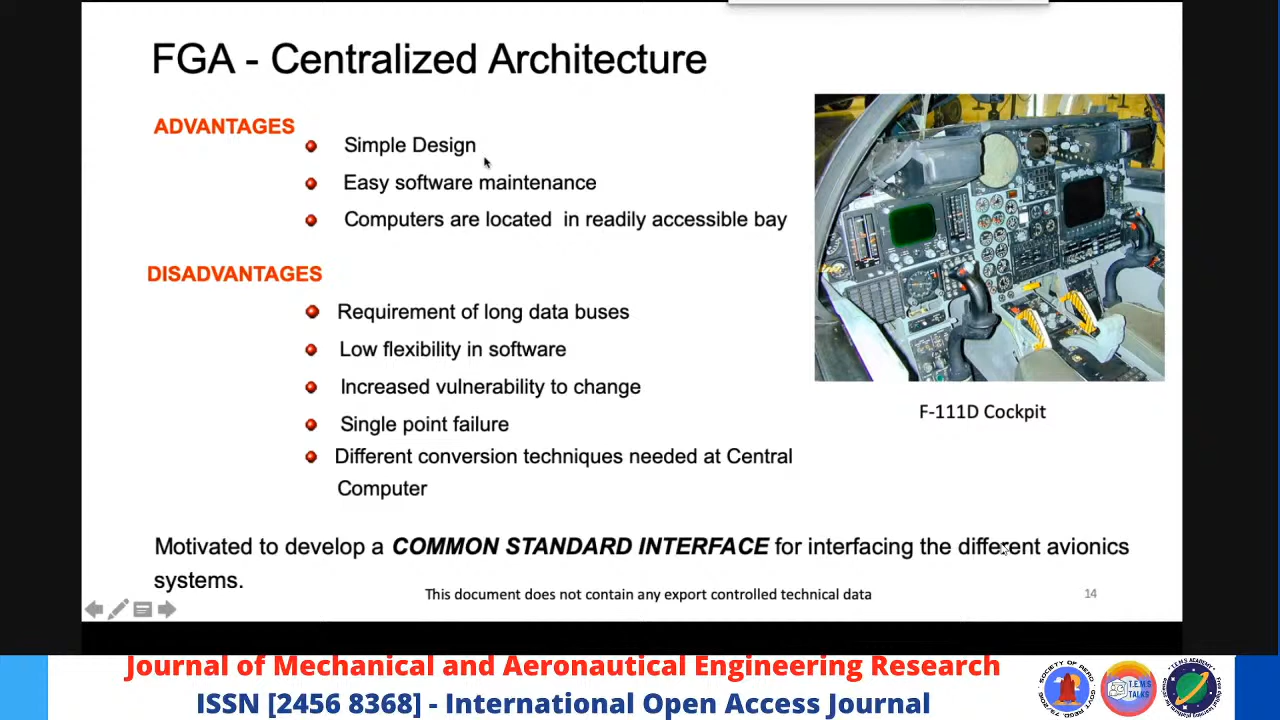 FGA - Centralized Architecture
ADVANTAGES
Simple Design
Easy software maintenance
Computers are located in readily accessible bay
DISADVANTAGES
Requirement of long data buses
Low flexibility in software
Increased vulnerability to change
Single point failure
Different conversion techniques needed at Central
Computer
F-111D Cockpit
Motivated to develop a COMMON STANDARD INTERFACE for interfacing the different avionics
systems.
This document does not contain any export controlled technical data
14
Journal of Mechanical and Aeronautical Engineering Research
ISSN [2456 8368] - International Open Access Journal
T.E.M.S
TALKS